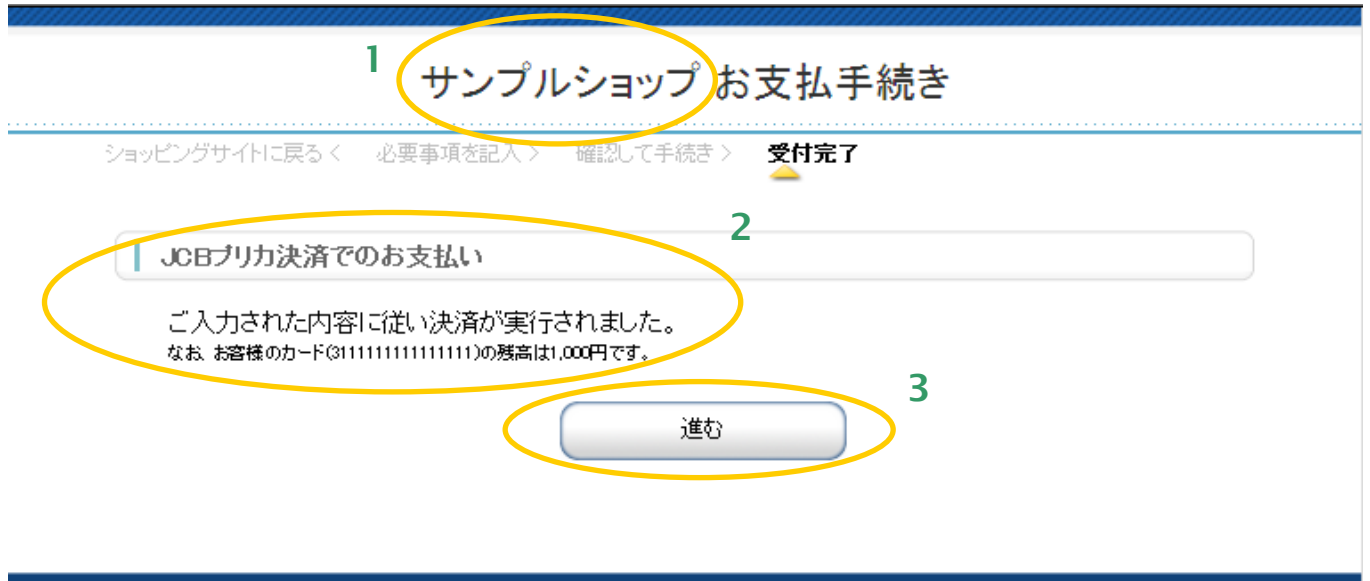 1
サンプルショップ お支払手続き
ショッピングサイトに戻る < 必要事項を記入 > 確認して手続き > 受付完了
2
JCBプリカ決済でのお支払い
ご入力された内容に従い決済が実行されました。
なお、お客様のカード(3111111111111111)の残高は1,000円です。
3
進む